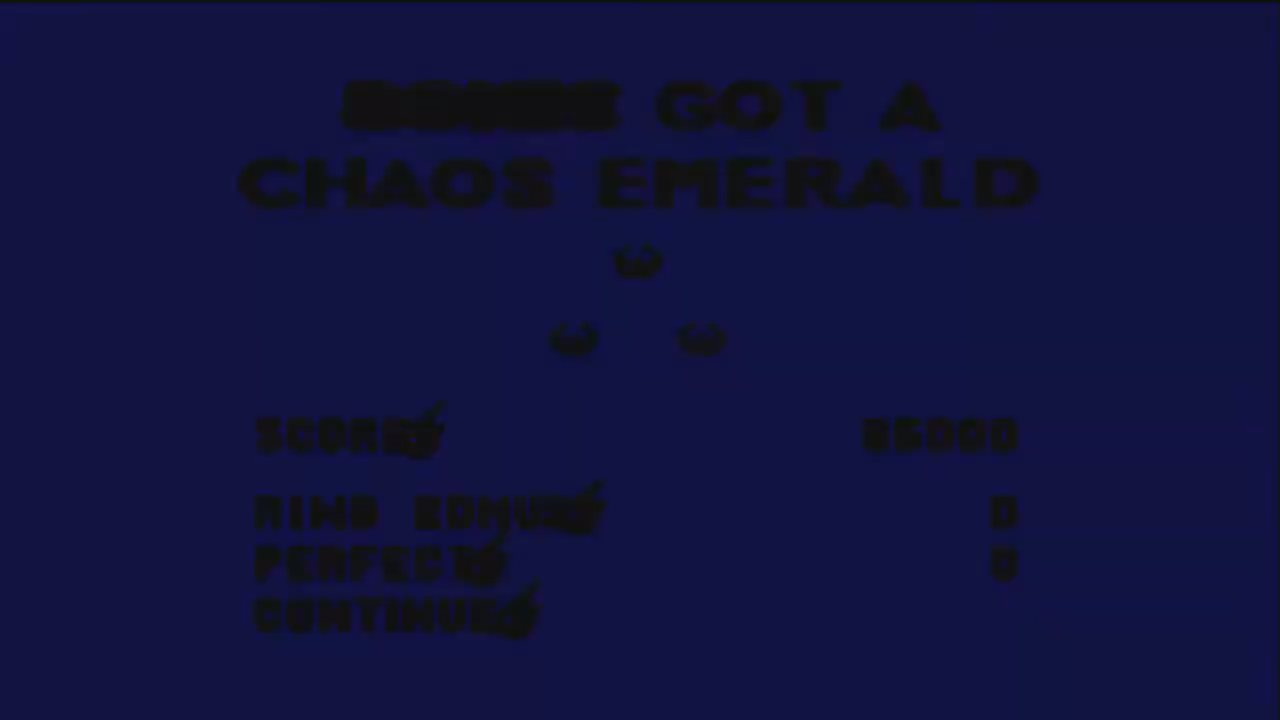 GOT A
CHAOS EMERALD
SCORE
RING BONUS 0
PERFECT 0
CONTINUE